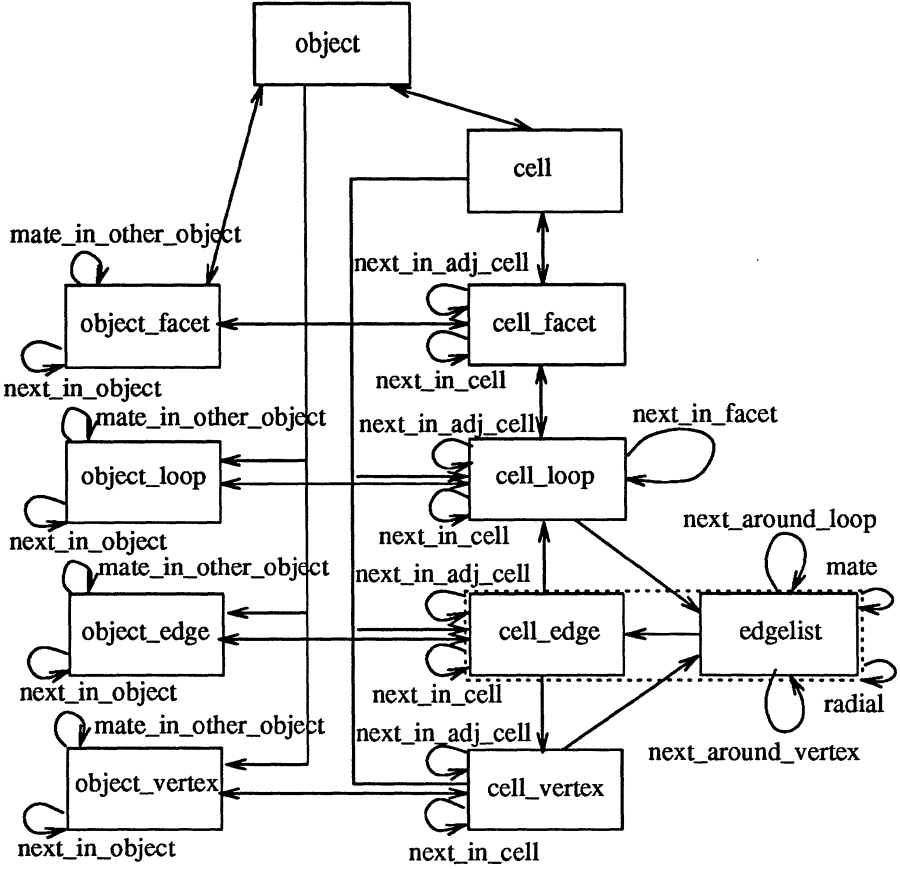 object
cell
mate_in_other_object
next_in_adj_cell
object_facet
cell_facet
next_in_object
next_in_cell
mate_in_other_object
next_in_adj_cell
next_in_facet
object_loop
cell_loop
next_in_object
next_in_cell
next_around_loop
mate_in_other_object
next_in_adj_cell
mate
object_edge
cell_edge
edgelist
next_in_object
next_in_cell
radial
mate_in_other_object
next_in_adj_cell
next_around_vertex
object_vertex
cell_vertex
next_in_object
next_in_cell